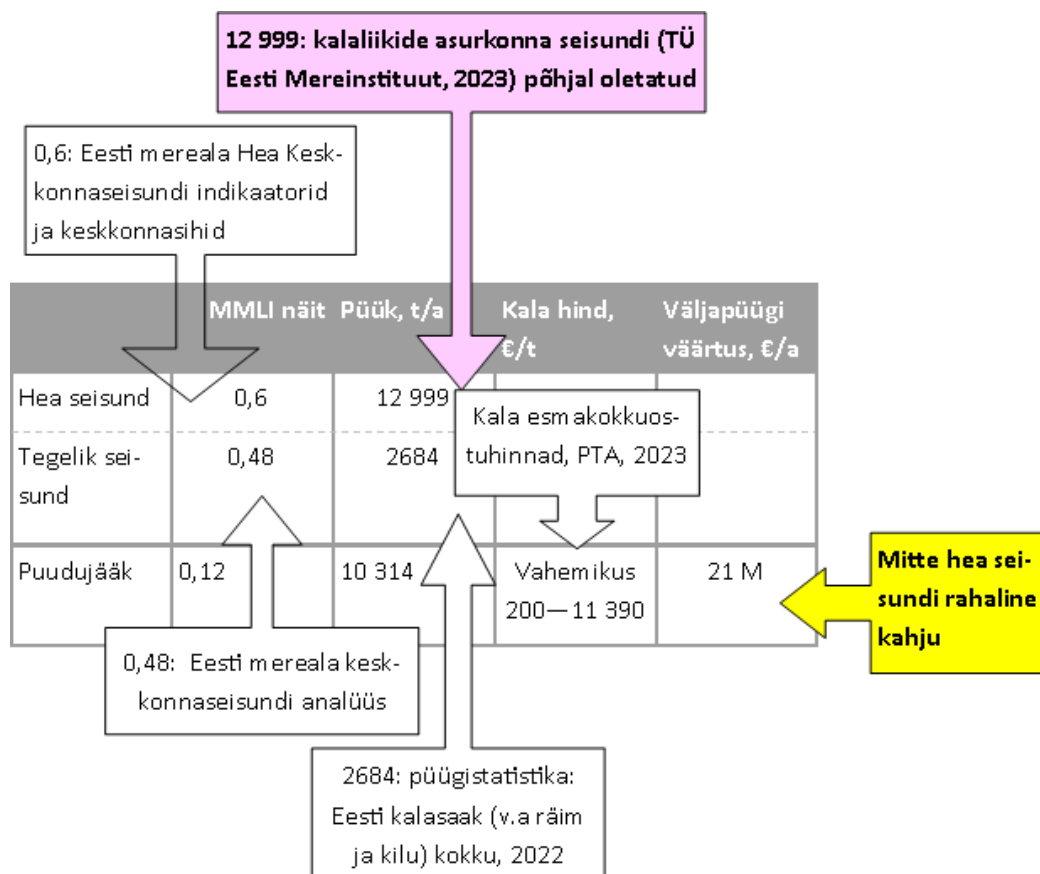 12 999: kalaliikide asurkonna seisundi (TÜ
Eesti Mereinstituut, 2023) põhjal oletatud
0,6: Eesti mereala Hea Kesk-
konnaseisundi indikaatorid
ja keskkonnasihid
MMLI näit Püük, t/a Kala hind, Väljapüügi
€/t väärtus, €/a
Hea seisund 0,6 12 999
Kala esmakokkuos-
tuhinnad, PTA, 2023
Tegelik sei- 0,48 2684
sund
Puudujääk 0,12 10 314 Vahemikus 21 M
200—11 390
Mitte hea sei-
sundi rahaline
kahju
0,48: Eesti mereala kesk-
konnaseisundi analüüs
2684: püügistatistika:
Eesti kalasaak (v.a räim
ja kilu) kokku, 2022